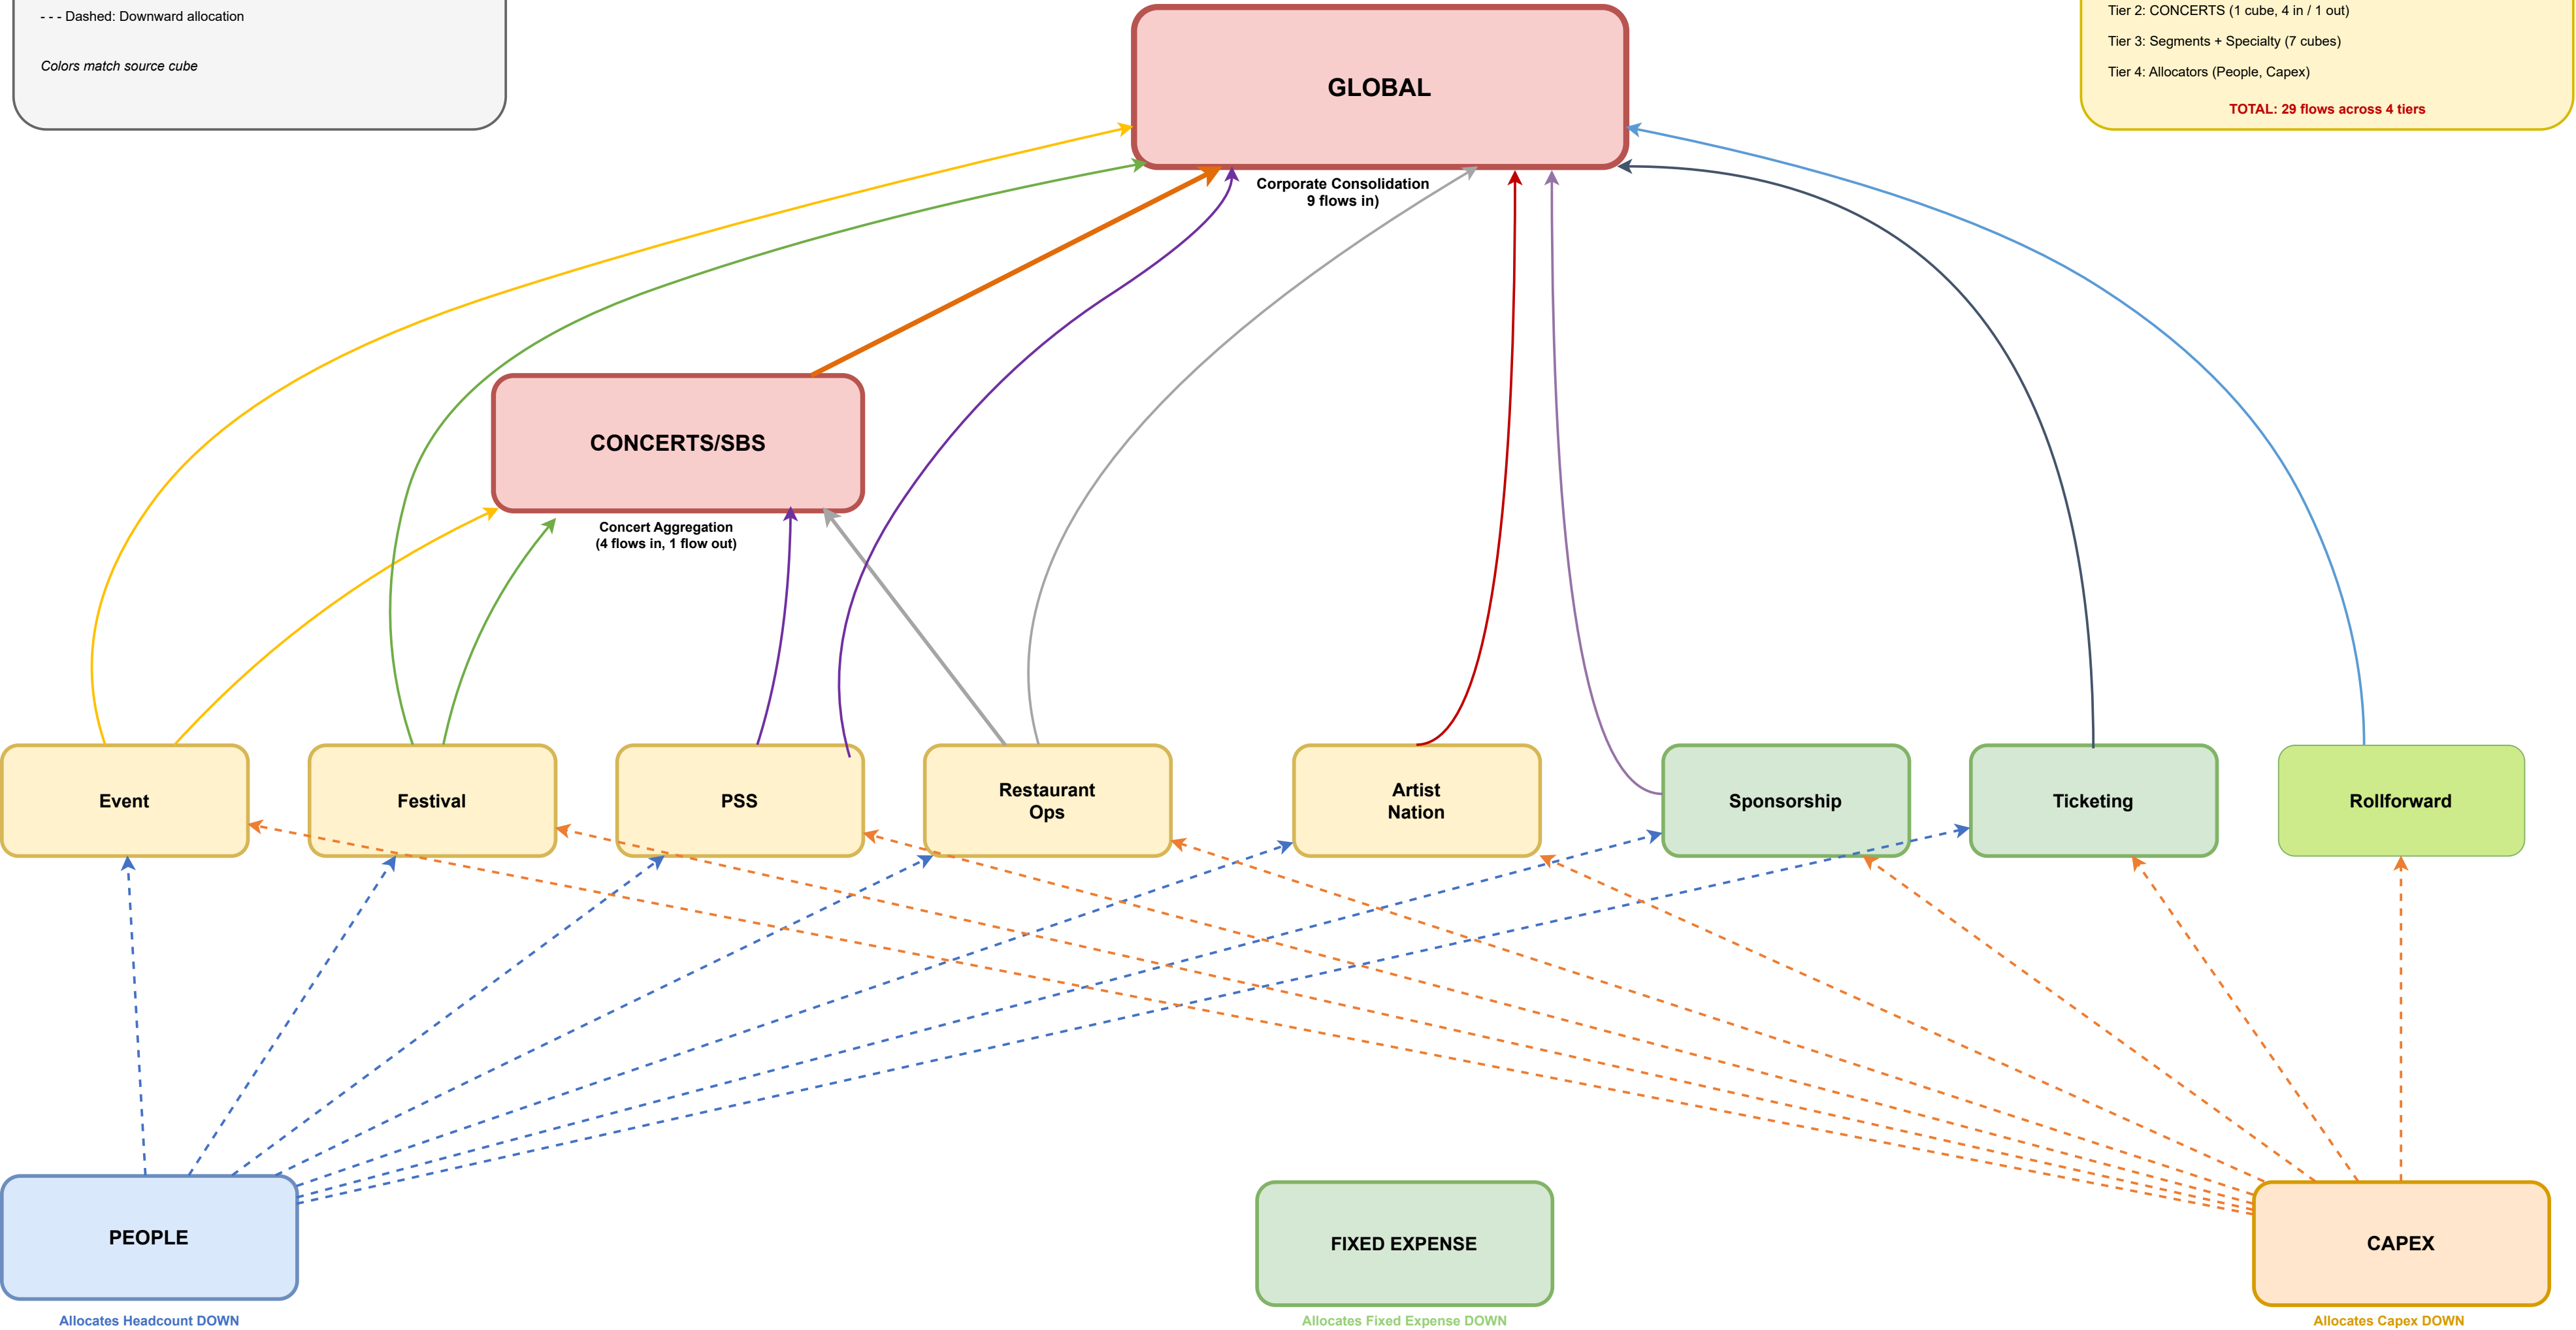 - - - Dashed: Downward allocation
Colors match source cube
Tier 2: CONCERTS (1 cube, 4 in / 1 out)
Tier 3: Segments + Specialty (7 cubes)
Tier 4: Allocators (People, Capex)
TOTAL: 29 flows across 4 tiers
GLOBAL
Corporate Consolidation
9 flows in)
CONCERTS/SBS
Concert Aggregation
(4 flows in, 1 flow out)
Event
Festival
PSS
Restaurant
Ops
Artist
Nation
Sponsorship
Ticketing
Rollforward
PEOPLE
Allocates Headcount DOWN
FIXED EXPENSE
Allocates Fixed Expense DOWN
CAPEX
Allocates Capex DOWN